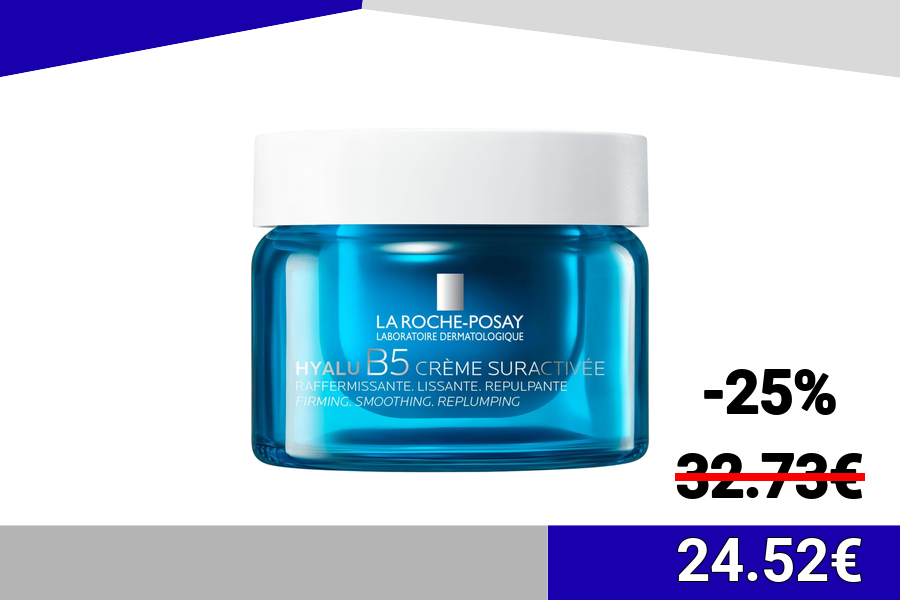 LA ROCHE-POSAY
LABORATOIRE DERMATOLOGIQUE
HYALU B5 CRÈME SURACTIVÉE
RAFFERMISSANTE. LISSANTE. REPULPANTE
FIRMING. SMOOTHING. REPLUMPING
-25%
32.73€
24.52€